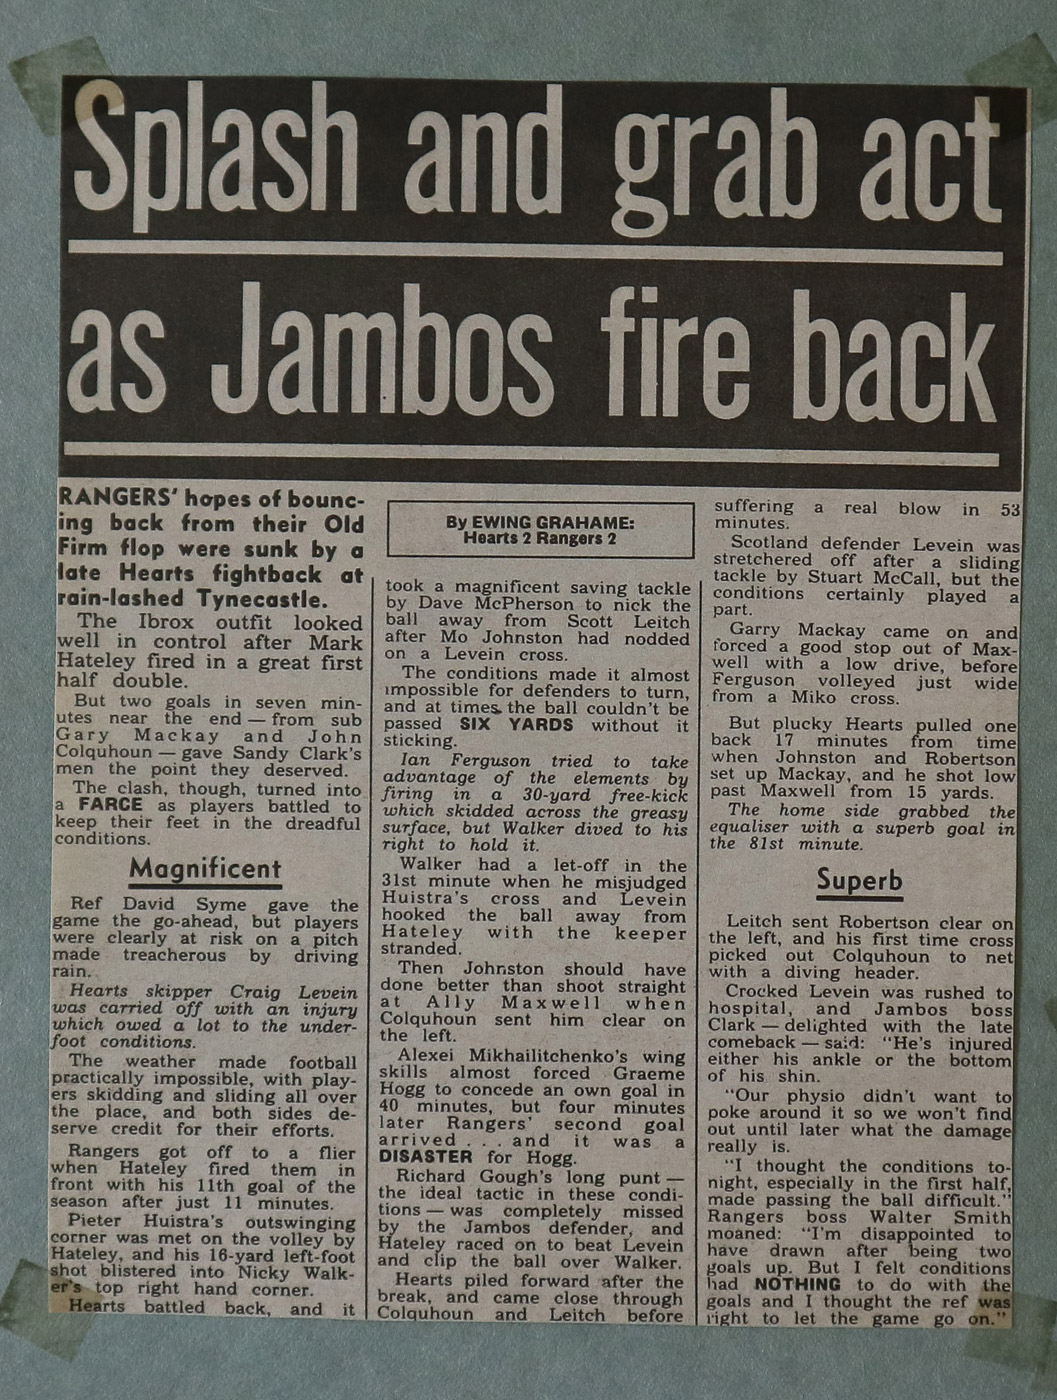 Splash and grab act
as Jambos fire back
RANGERS' hopes of bounc-
ing back from their Old
Firm flop were sunk by a
late Hearts fightback at
rain-lashed Tynecastle.
The Ibrox outfit looked
well in control after Mark
Hateley fired in a great first
half double.
But two goals in seven min-
utes near the end — from sub
Gary Mackay and John
Colquhoun — gave Sandy Clark's
men the point they deserved.
The clash, though, turned into
a FARCE as players battled to
keep their feet in the dreadful
conditions.
Magnificent
Ref David Syme gave the
game the go-ahead, but players
were clearly at risk on a pitch
made treacherous by driving
rain.
Hearts skipper Craig Levein
was carried off with an injury
which owed a lot to the under-
foot conditions.
The weather made football
practically impossible, with play-
ers skidding and sliding all over
the place, and both sides de-
serve credit for their efforts.
Rangers got off to a flier
when Hateley fired them in
front with his 11th goal of the
season after just 11 minutes.
Pieter Huistra's outswinging
corner was met on the volley by
Hateley, and his 16-yard left-foot
shot blistered into Nicky Walk-
er's top right hand corner.
Hearts battled back, and it
By EWING GRAHAME:
Hearts 2 Rangers 2
took a magnificent saving tackle
by Dave McPherson to nick the
ball away from Scott Leitch
after Mo Johnston had nodded
on a Levein cross.
The conditions made it almost
impossible for defenders to turn,
and at times the ball couldn't be
passed SIX YARDS without it
sticking.
Ian Ferguson tried to take
advantage of the elements by
firing in a 30-yard free-kick
which skidded across the greasy
surface, but Walker dived to his
right to hold it.
Walker had a let-off in the
31st minute when he misjudged
Huistra's cross and Levein
hooked the ball away from
Hateley with the keeper
stranded.
Then Johnston should have
done better than shoot straight
at Ally Maxwell when
Colquhoun sent him clear on
the left.
Alexei Mikhailitchenko's wing
skills almost forced Graeme
Hogg to concede an own goal in
40 minutes, but four minutes
later Rangers' second goal
arrived . . . and it was a
DISASTER for Hogg.
Richard Gough's long punt —
the ideal tactic in these condi-
tions — was completely missed
by the Jambos defender, and
Hateley raced on to beat Levein
and clip the ball over Walker.
Hearts piled forward after the
break, and came close through
Colquhoun and Leitch before
suffering a real blow in 53
minutes.
Scotland defender Levein was
stretchered off after a sliding
tackle by Stuart McCall, but the
conditions certainly played a
part.
Garry Mackay came on and
forced a good stop out of Max-
well with a low drive, before
Ferguson volleyed just wide
from a Miko cross.
But plucky Hearts pulled one
back 17 minutes from time
when Johnston and Robertson
set up Mackay, and he shot low
past Maxwell from 15 yards.
The home side grabbed the
equaliser with a superb goal in
the 81st minute.
Superb
Leitch sent Robertson clear on
the left, and his first time cross
picked out Colquhoun to net
with a diving header.
Crocked Levein was rushed to
hospital, and Jambos boss
Clark — delighted with the late
comeback — said: "He's injured
either his ankle or the bottom
of his shin.
"Our physio didn't want to
poke around it so we won't find
out until later what the damage
really is.
"I thought the conditions to-
night, especially in the first half,
made passing the ball difficult."
Rangers boss Walter Smith
moaned: "I'm disappointed to
have drawn after being two
goals up. But I felt conditions
had NOTHING to do with the
goals and I thought the ref was
right to let the game go on."